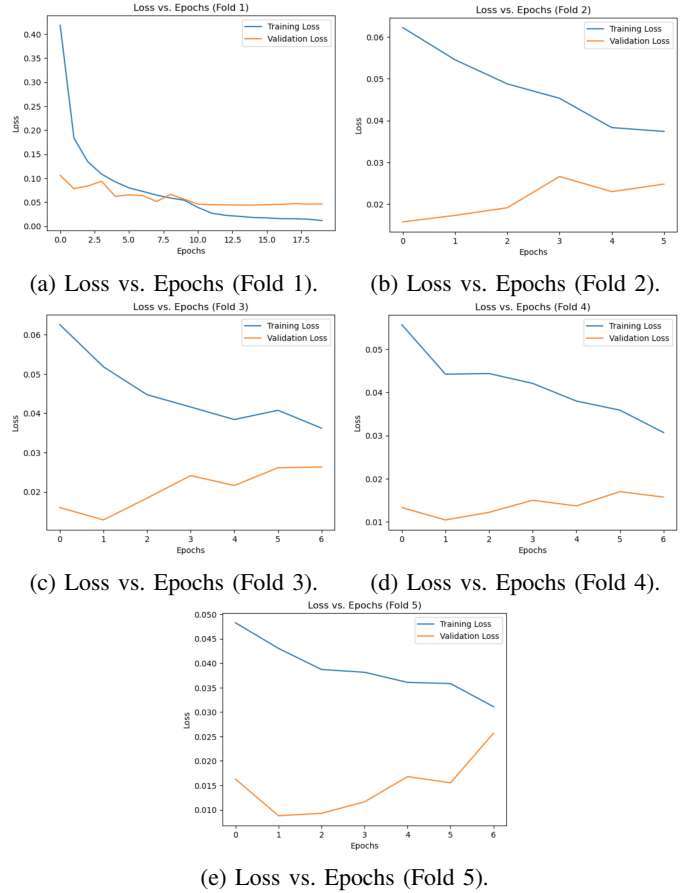 Loss vs. Epochs (Fold 1)
Training Loss
Validation Loss
0.40
0.35
0.30
0.25
0.20
0.15
0.10
0.05
0.00
Loss
0.0 2.5 5.0 7.5 10.0 12.5 15.0 17.5
Epochs
(a) Loss vs. Epochs (Fold 1).
Loss vs. Epochs (Fold 2)
Training Loss
Validation Loss
0.06
0.05
0.04
0.03
0.02
Loss
0 1 2 3 4 5
Epochs
(b) Loss vs. Epochs (Fold 2).
Loss vs. Epochs (Fold 3)
Training Loss
Validation Loss
0.06
0.05
0.04
0.03
0.02
Loss
0 1 2 3 4 5 6
Epochs
(c) Loss vs. Epochs (Fold 3).
Loss vs. Epochs (Fold 4)
Training Loss
Validation Loss
0.05
0.04
0.03
0.02
0.01
Loss
0 1 2 3 4 5 6
Epochs
(d) Loss vs. Epochs (Fold 4).
Loss vs. Epochs (Fold 5)
Training Loss
Validation Loss
0.050
0.045
0.040
0.035
0.030
0.025
0.020
0.015
0.010
Loss
0 1 2 3 4 5 6
Epochs
(e) Loss vs. Epochs (Fold 5).